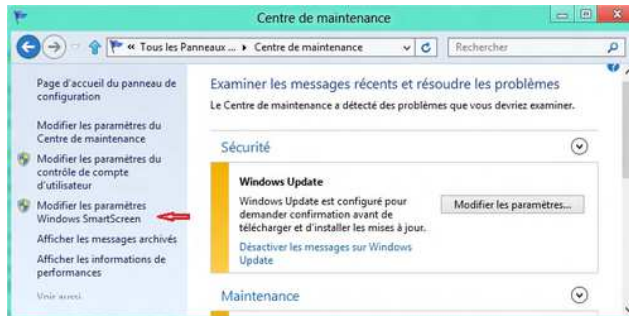 Centre de maintenance
« Tous les Panneaux ... ▸ Centre de maintenance
Rechercher
Page d'accueil du panneau de
configuration
Modifier les paramètres du
Centre de maintenance
Modifier les paramètres du
contrôle de compte
d'utilisateur
Modifier les paramètres
Windows SmartScreen
Afficher les messages archivés
Afficher les informations de
performances
Voir aussi
Examiner les messages récents et résoudre les problèmes
Le Centre de maintenance a détecté des problèmes que vous devriez examiner.
Sécurité
Windows Update
Windows Update est configuré pour
demander confirmation avant de
télécharger et d'installer les mises à jour.
Modifier les paramètres...
Désactiver les messages sur Windows
Update
Maintenance